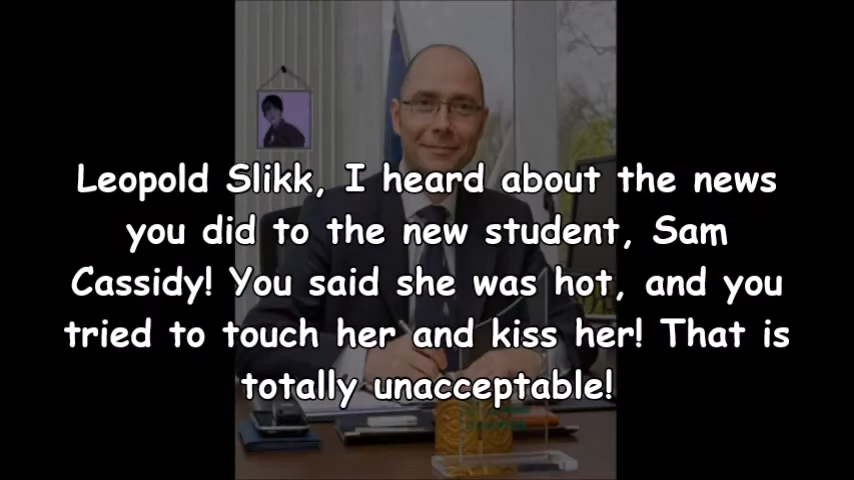 Leopold Slikk, I heard about the news
you did to the new student, Sam
Cassidy! You said she was hot, and you
tried to touch her and kiss her! That is
totally unacceptable!